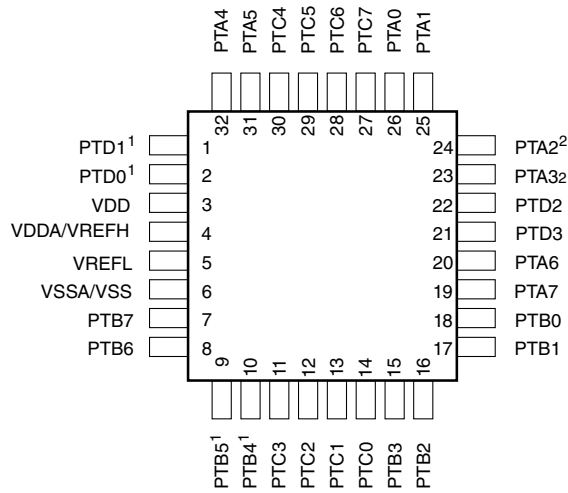 PTA4 PTA5 PTC4 PTC5 PTC6 PTC7 PTA0 PTA1
32 31 30 29 28 27 26 25
PTD1¹ 1 24 PTA2²
PTD0¹ 2 23 PTA32
VDD 3 22 PTD2
VDDA/VREFH 4 21 PTD3
VREFL 5 20 PTA6
VSSA/VSS 6 19 PTA7
PTB7 7 18 PTB0
PTB6 8 17 PTB1
9 10 11 12 13 14 15 16
PTB5¹ PTB4¹ PTC3 PTC2 PTC1 PTC0 PTB3 PTB2